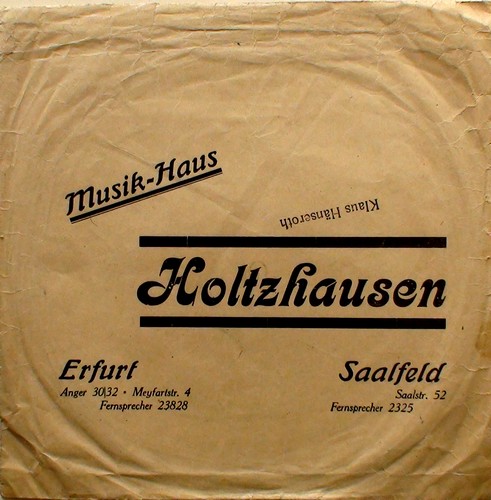 Musik-Haus
Klaus Hänseroth
Holtzhausen
Erfurt
Anger 30|32 • Meyfartstr. 4
Fernsprecher 23828
Saalfeld
Saalstr. 52
Fernsprecher 2325